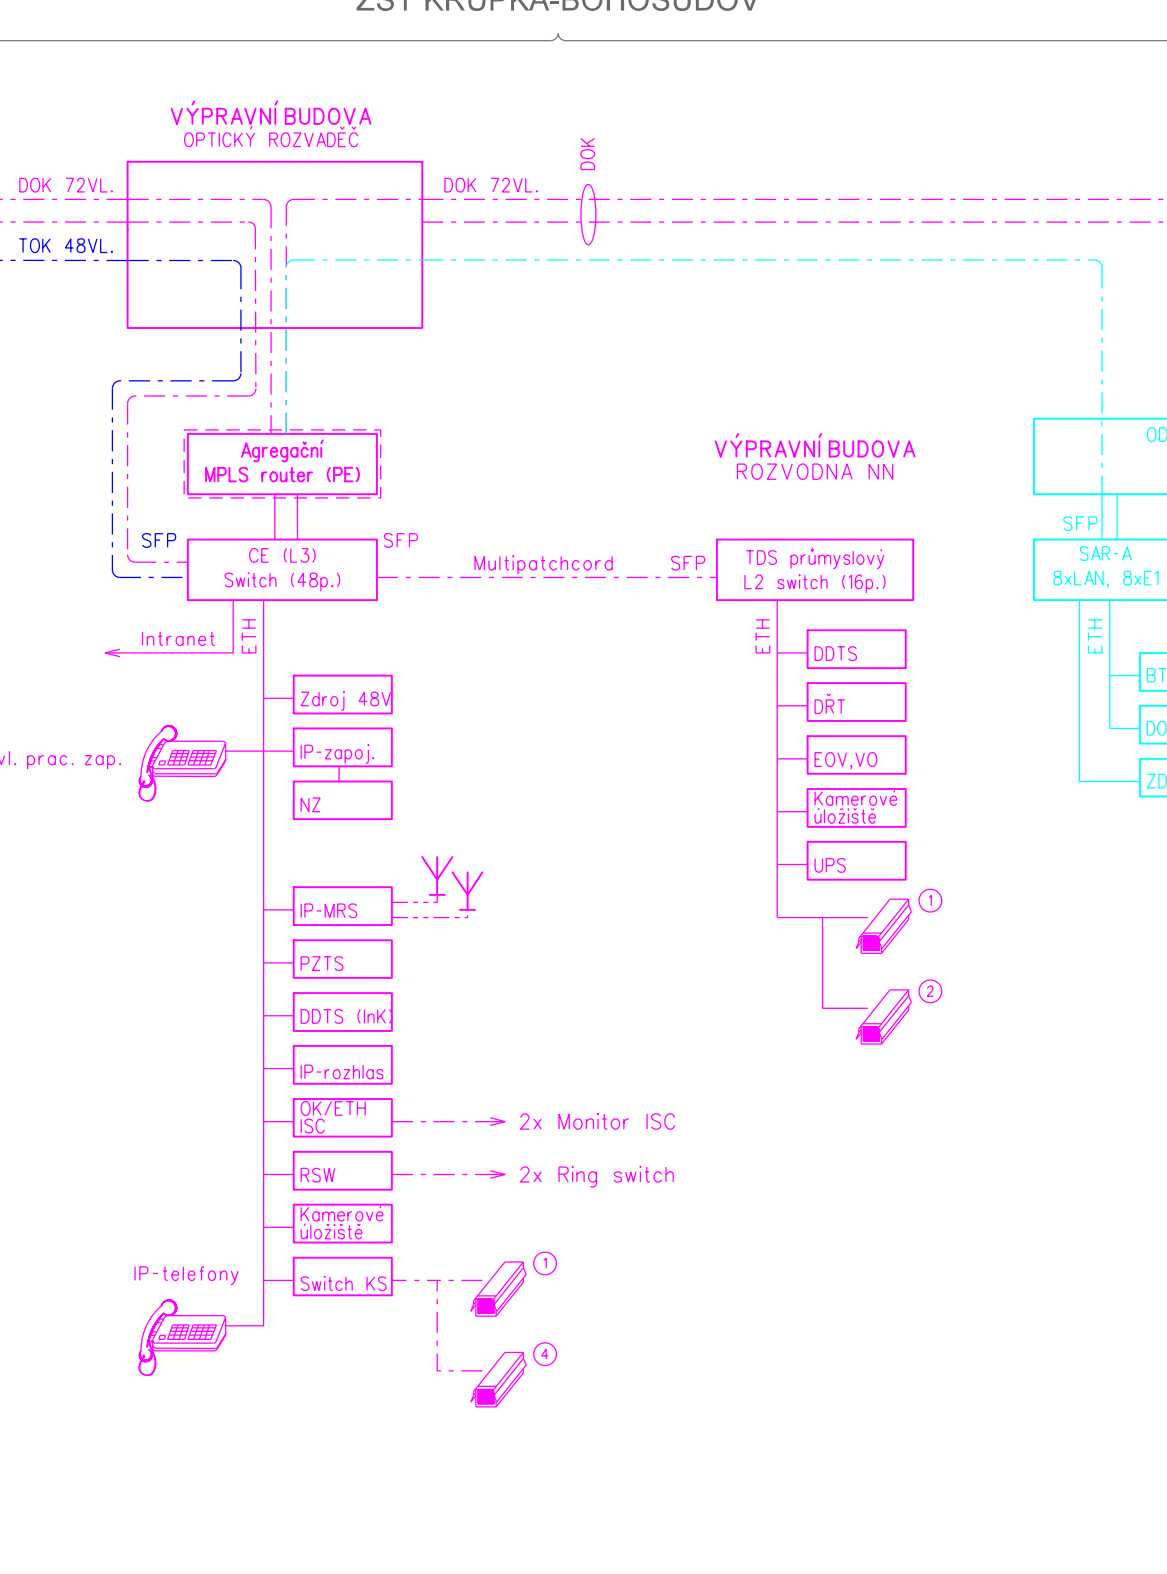 ŽST KRUPKA-BOHOSUDOV
VÝPRAVNÍ BUDOVA
OPTICKÝ ROZVADĚČ
DOK 72VL.
DOK 72VL.
DOK
TOK 48VL.
Agregační
MPLS router (PE)
VÝPRAVNÍ BUDOVA
ROZVODNA NN
OD
SFP
SFP
CE (L3)
Switch (48p.)
Multipatchcord
SFP
TDS průmyslový
L2 switch (16p.)
SFP
SAR-A
8xLAN, 8xE1
Intranet
ETH
ETH
ETH
DDTS
DŘT
EOV,VO
Kamerové
úložiště
UPS
1
2
BT
DO
ZD
Zdroj 48V
vl. prac. zap.
IP-zapoj.
NZ
IP-MRS
PZTS
DDTS (InK)
IP-rozhlas
OK/ETH
ISC
2x Monitor ISC
RSW
2x Ring switch
Kamerové
úložiště
IP-telefony
Switch KS
1
4